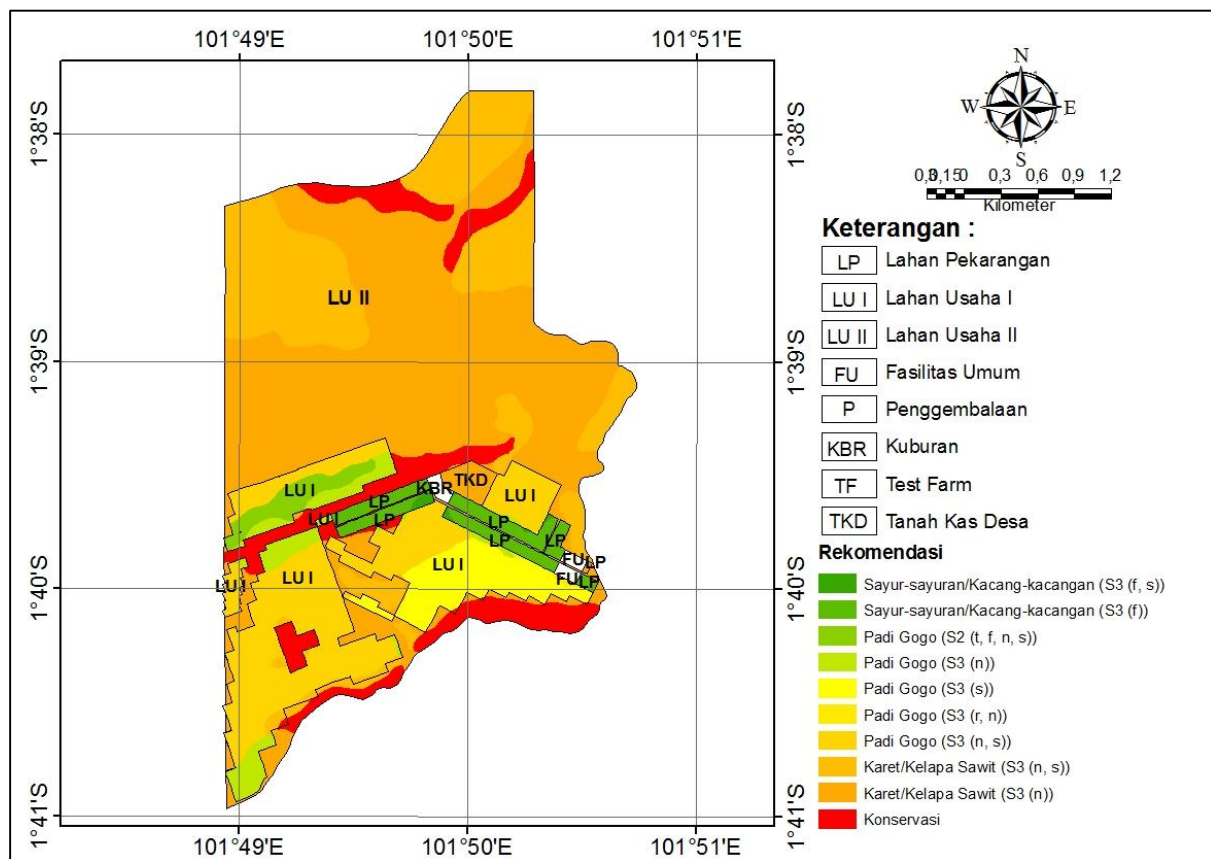 101°49'E 101°50'E 101°51'E
1°38'S 1°38'S
1°39'S 1°39'S
1°40'S 1°40'S
1°41'S 1°41'S
101°49'E 101°50'E 101°51'E
LU II
LU I
LU I
LP
LP
KBR
TKD
LU I
LP
LP
LP
LU I
LU I
LU I
FU
LP
FU
LP
N
W E
S
0,3 0,15 0 0,3 0,6 0,9 1,2
Kilometer
Keterangan :
LP Lahan Pekarangan
LU I Lahan Usaha I
LU II Lahan Usaha II
FU Fasilitas Umum
P Penggembalaan
KBR Kuburan
TF Test Farm
TKD Tanah Kas Desa
Rekomendasi
Sayur-sayuran/Kacang-kacangan (S3 (f, s))
Sayur-sayuran/Kacang-kacangan (S3 (f))
Padi Gogo (S2 (t, f, n, s))
Padi Gogo (S3 (n))
Padi Gogo (S3 (s))
Padi Gogo (S3 (r, n))
Padi Gogo (S3 (n, s))
Karet/Kelapa Sawit (S3 (n, s))
Karet/Kelapa Sawit (S3 (n))
Konservasi